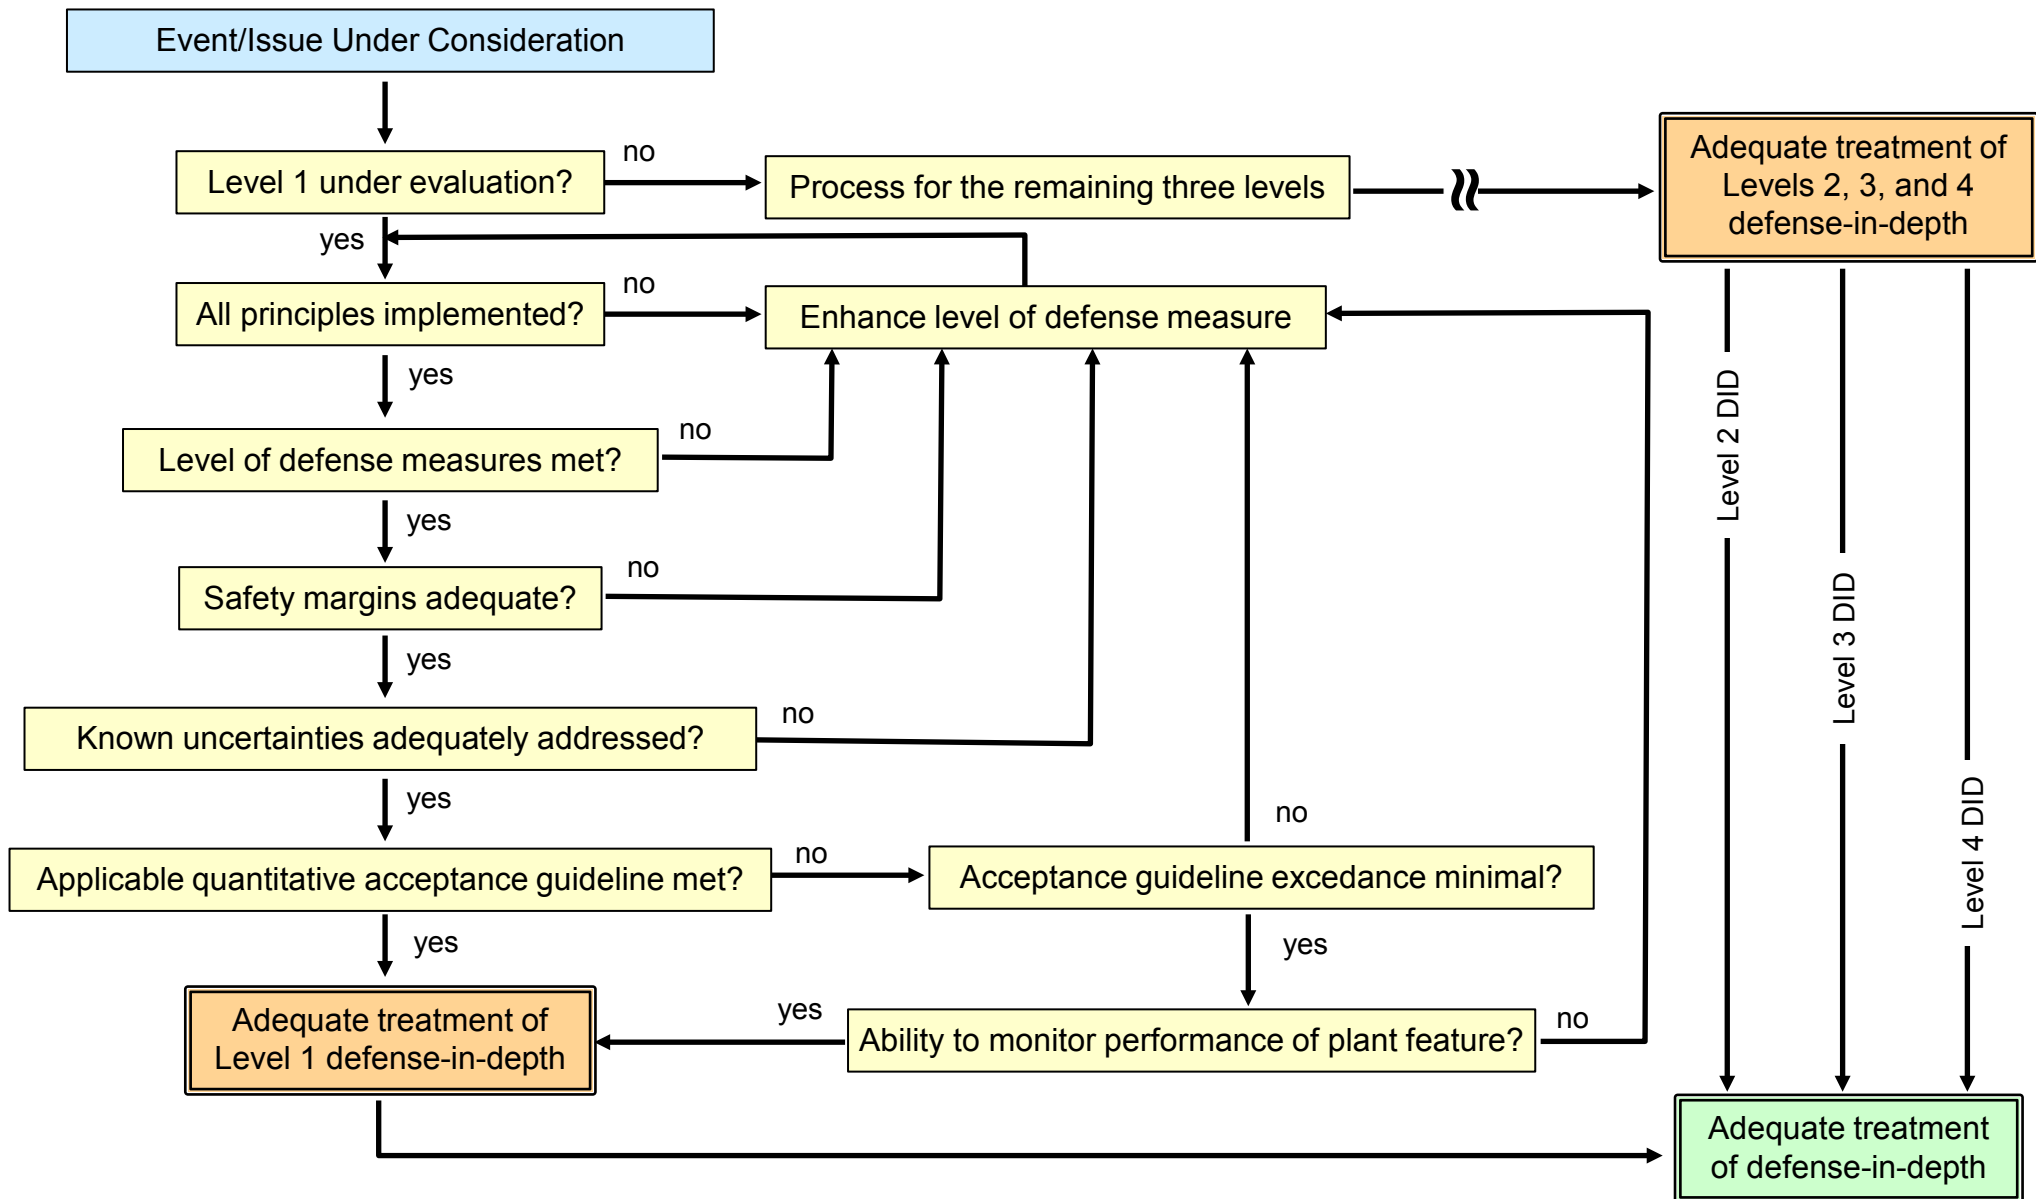 Event/Issue Under Consideration
Level 1 under evaluation?
no
Process for the remaining three levels
Adequate treatment of
Levels 2, 3, and 4
defense-in-depth
yes
All principles implemented?
no
Enhance level of defense measure
yes
Level of defense measures met?
no
yes
Safety margins adequate?
no
yes
Known uncertainties adequately addressed?
no
yes
Applicable quantitative acceptance guideline met?
no
Acceptance guideline excedance minimal?
no
yes
yes
Adequate treatment of
Level 1 defense-in-depth
yes
Ability to monitor performance of plant feature?
no
Level 2 DID
Level 3 DID
Level 4 DID
Adequate treatment
of defense-in-depth